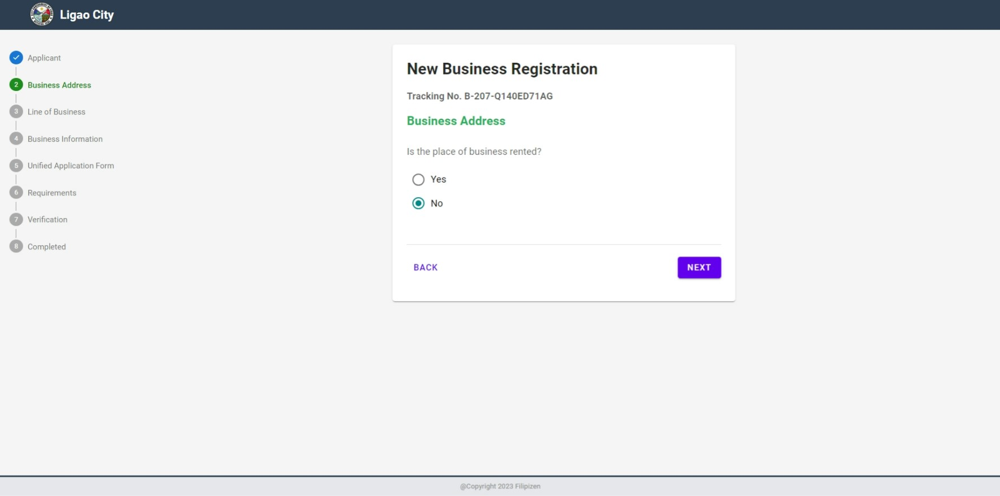 Ligao City
Applicant
2 Business Address
3 Line of Business
4 Business Information
5 Unified Application Form
6 Requirements
7 Verification
8 Completed
New Business Registration
Tracking No. B-207-Q140ED71AG
Business Address
Is the place of business rented?
Yes
No
BACK NEXT
@Copyright 2023 Filipizen